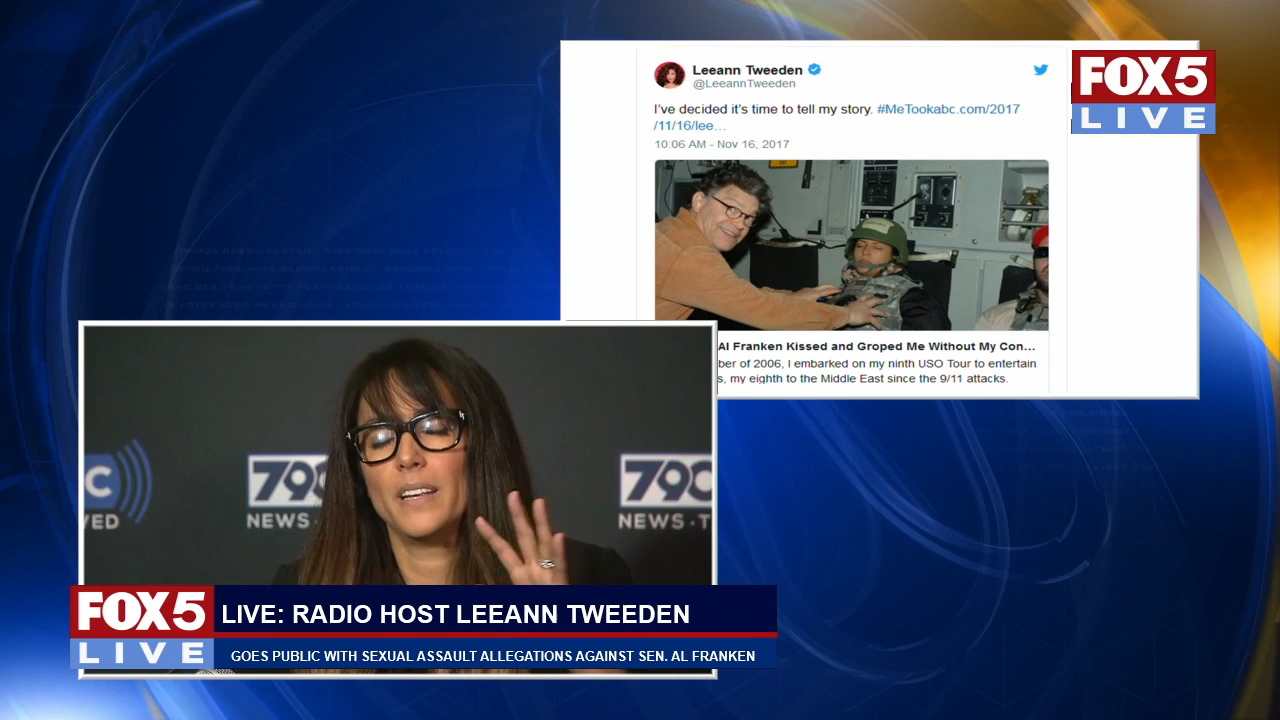 Leeann Tweeden
@LeeannTweeden
I've decided it's time to tell my story. #MeTookabc.com/2017
/11/16/lee…
10:06 AM - Nov 16, 2017
Al Franken Kissed and Groped Me Without My Con...
ber of 2006, I embarked on my ninth USO Tour to entertain
s, my eighth to the Middle East since the 9/11 attacks.
FOX5
LIVE
C
VED
790
NEWS·
790
NEWS·T
FOX5
LIVE
LIVE: RADIO HOST LEEANN TWEEDEN
GOES PUBLIC WITH SEXUAL ASSAULT ALLEGATIONS AGAINST SEN. AL FRANKEN